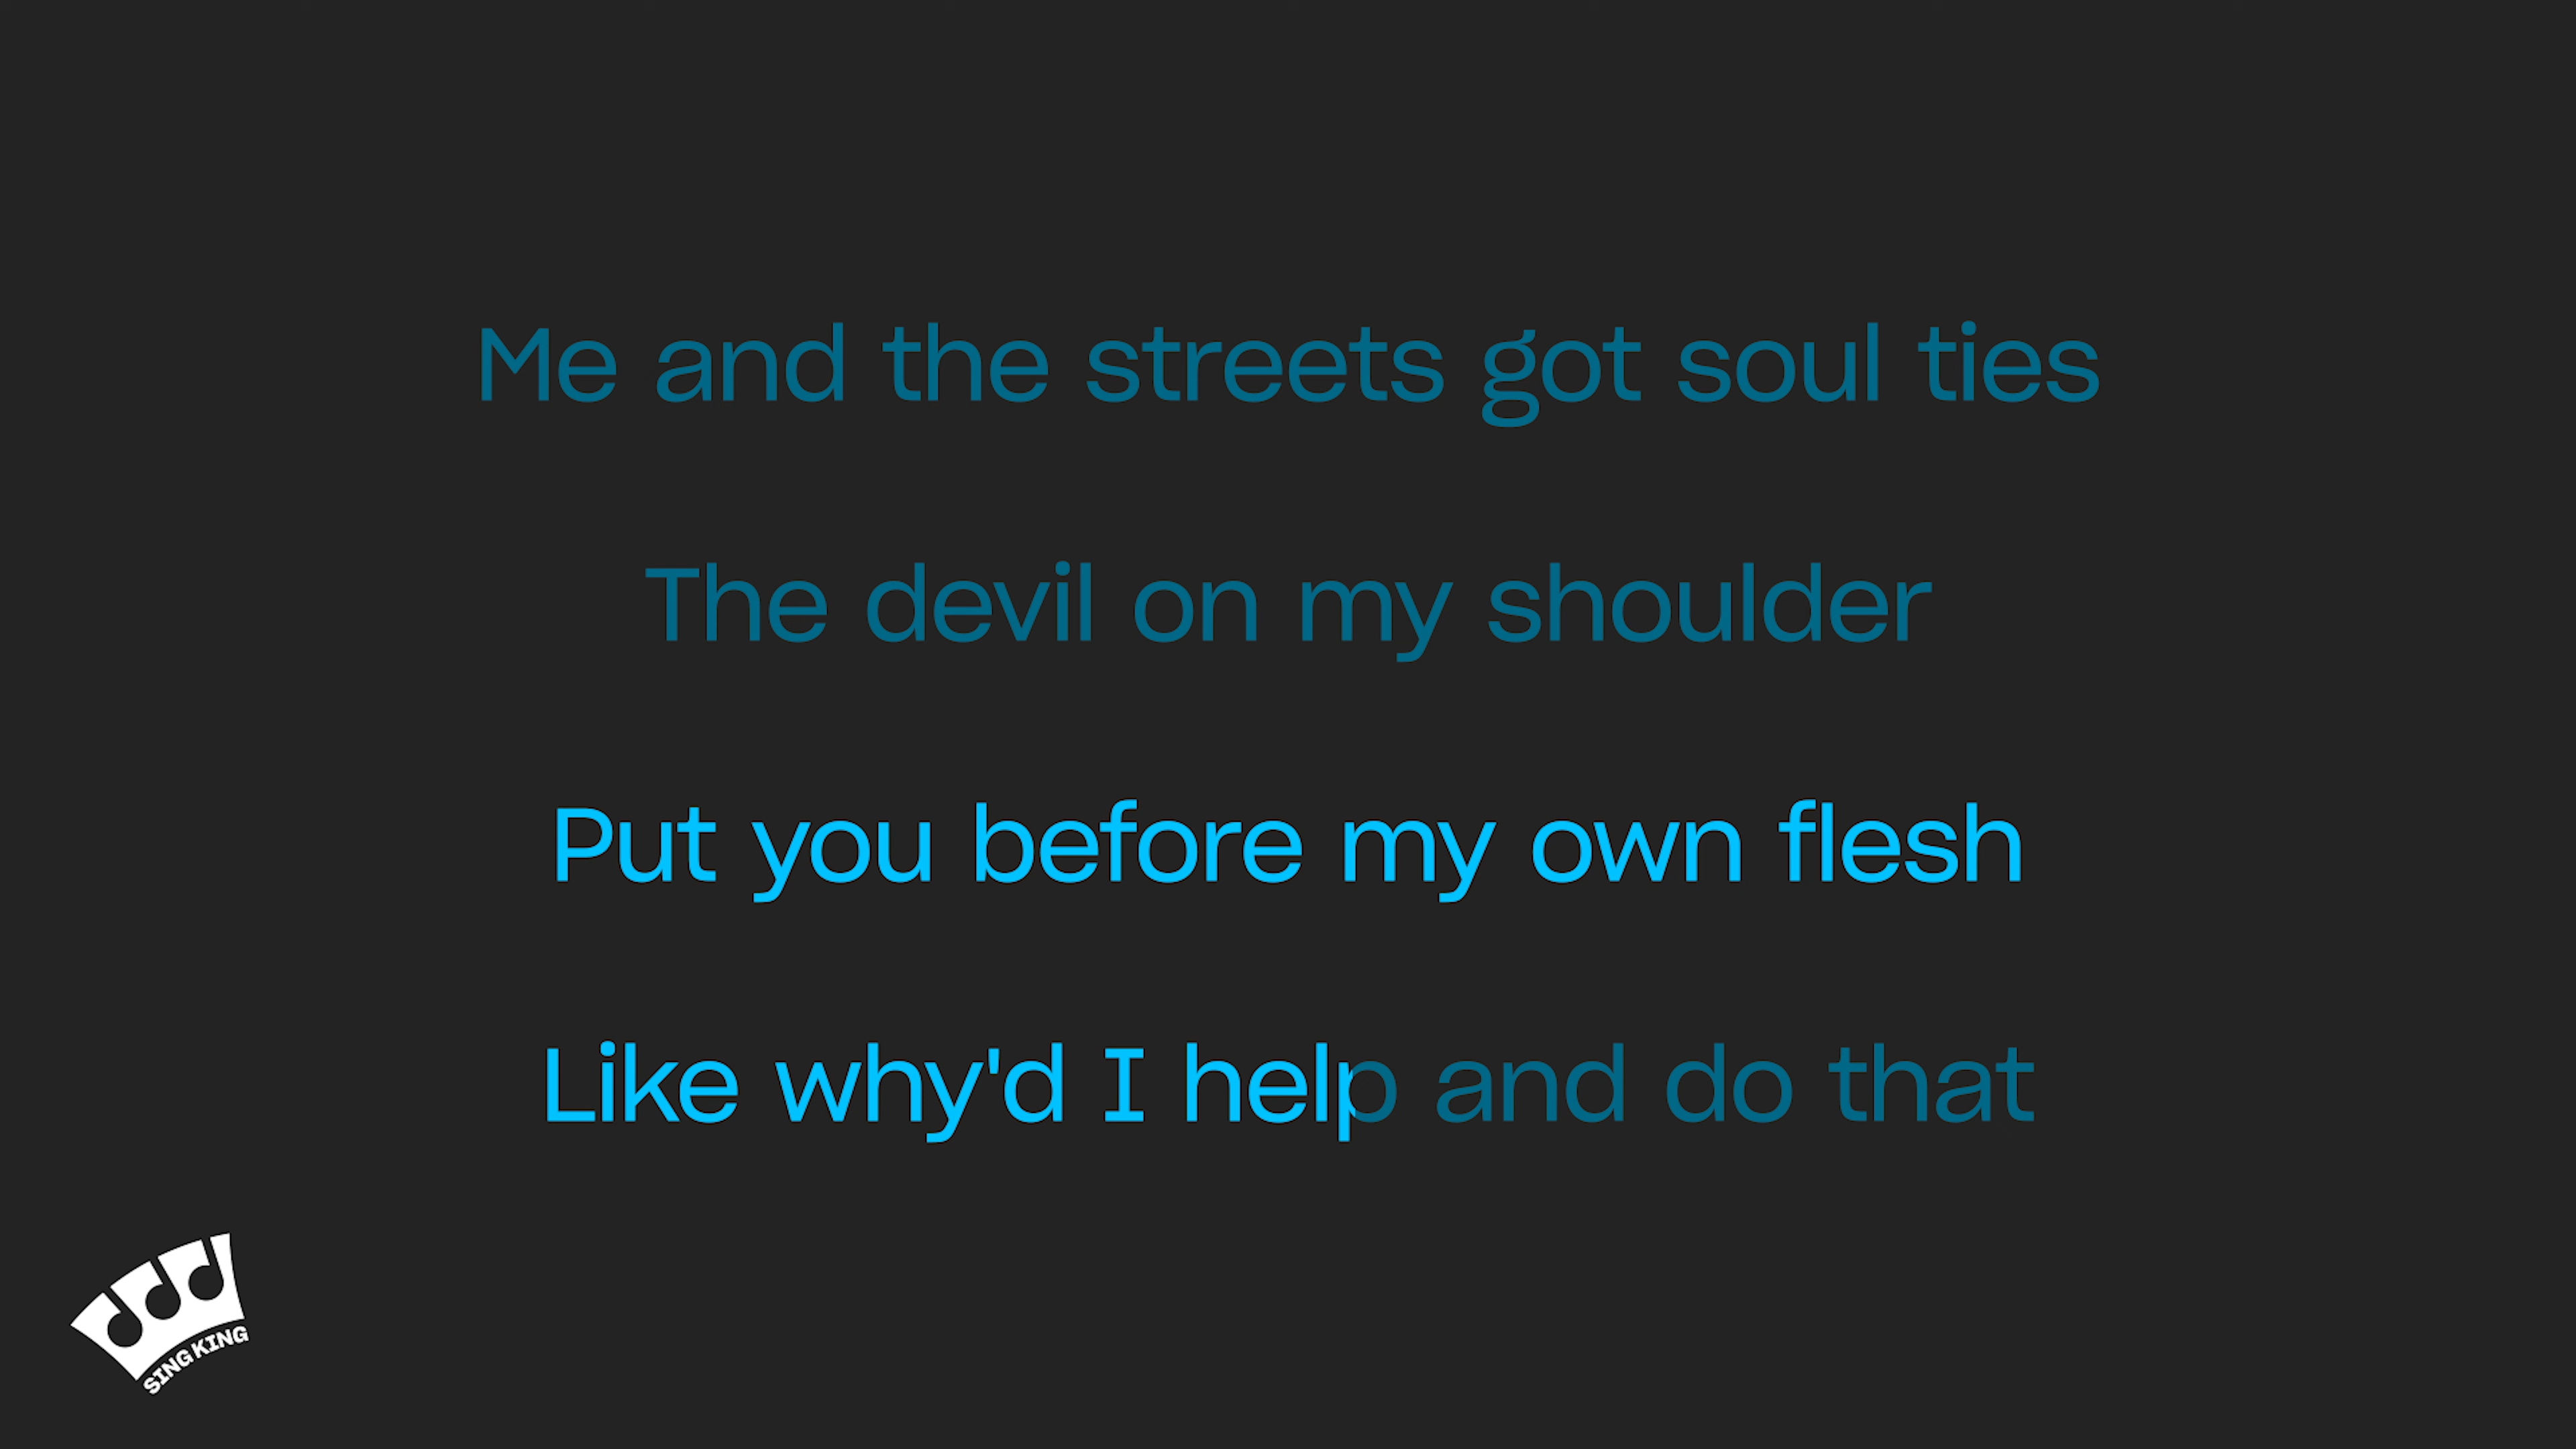 Me and the streets got soul ties
The devil on my shoulder
Put you before my own flesh
Like why'd I help and do that
SING KING